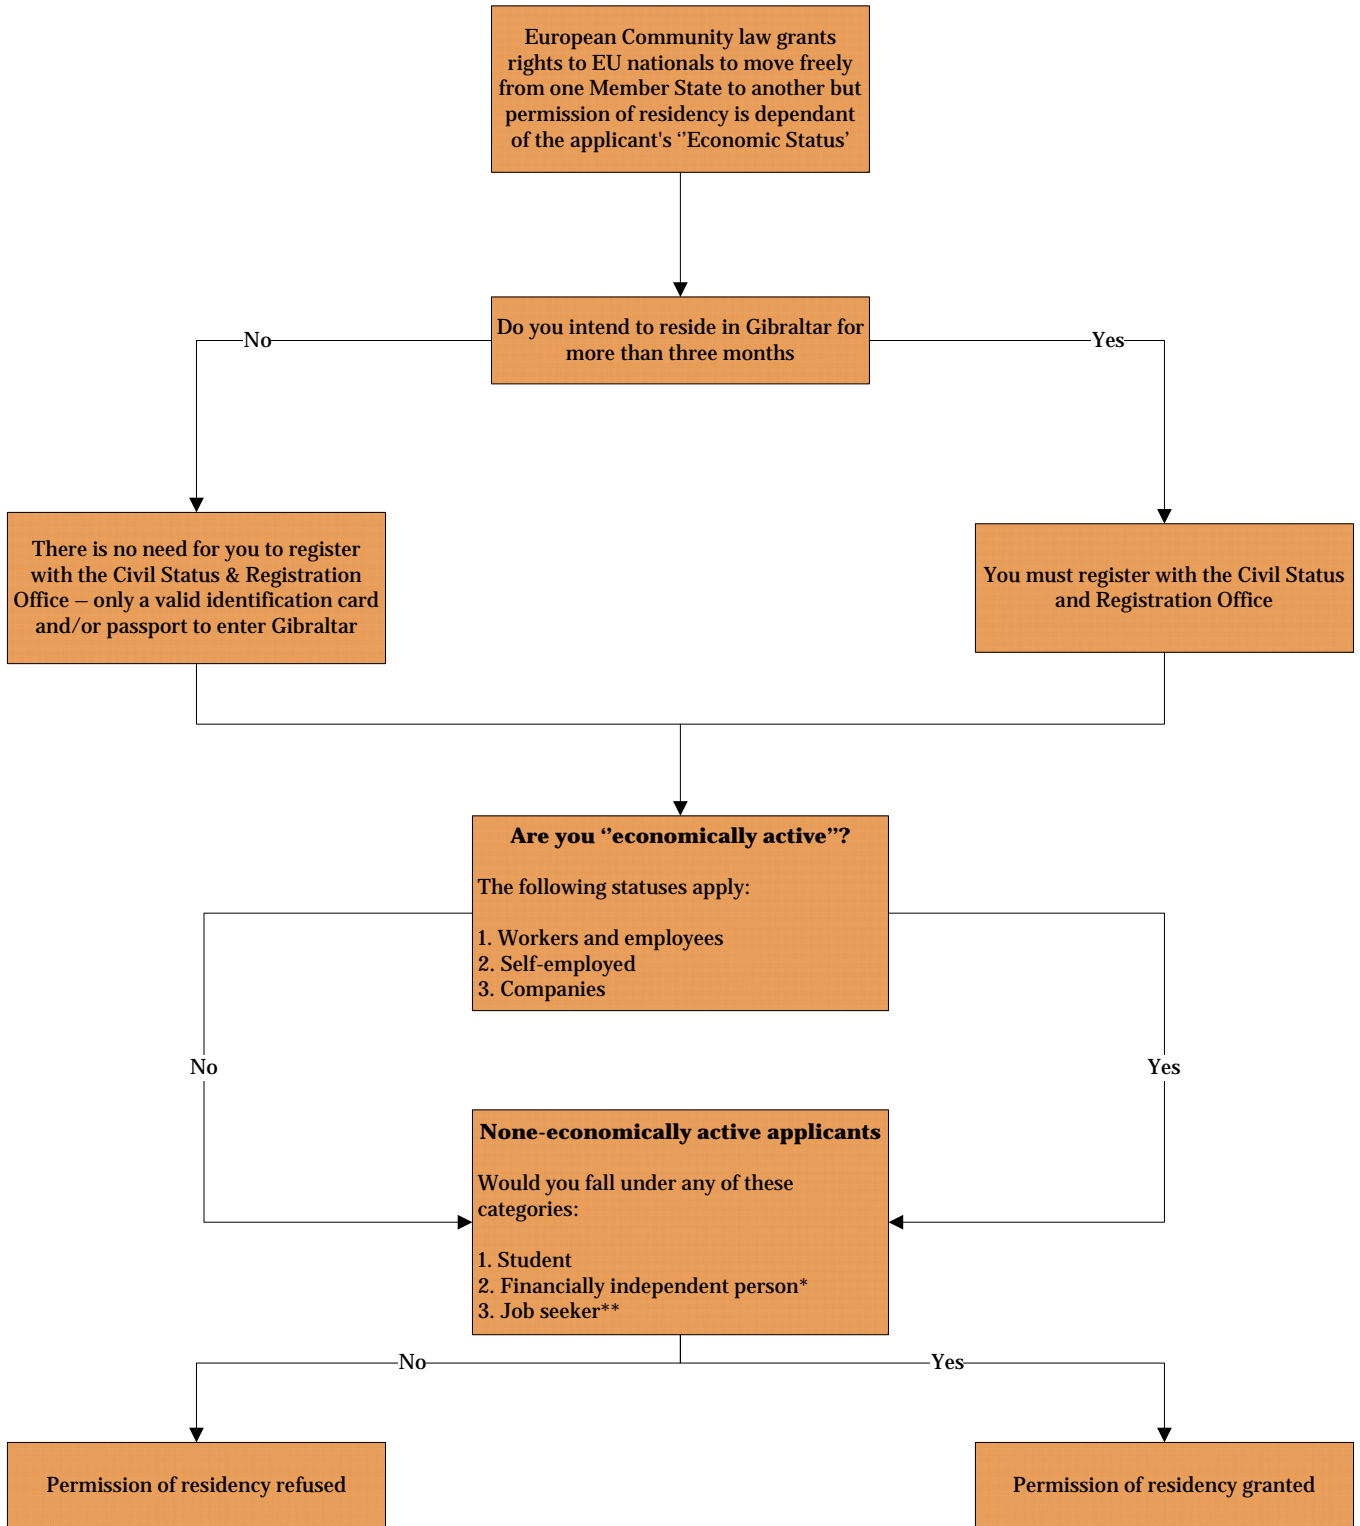 European Community law grants
rights to EU nationals to move freely
from one Member State to another but
permission of residency is dependant
of the applicant's ‘'Economic Status’
Do you intend to reside in Gibraltar for
more than three months
No
Yes
There is no need for you to register
with the Civil Status & Registration
Office – only a valid identification card
and/or passport to enter Gibraltar
You must register with the Civil Status
and Registration Office
Are you ‘'economically active’'?
The following statuses apply:
1. Workers and employees
2. Self-employed
3. Companies
No
Yes
None-economically active applicants
Would you fall under any of these
categories:
1. Student
2. Financially independent person*
3. Job seeker**
No
Yes
Permission of residency refused
Permission of residency granted